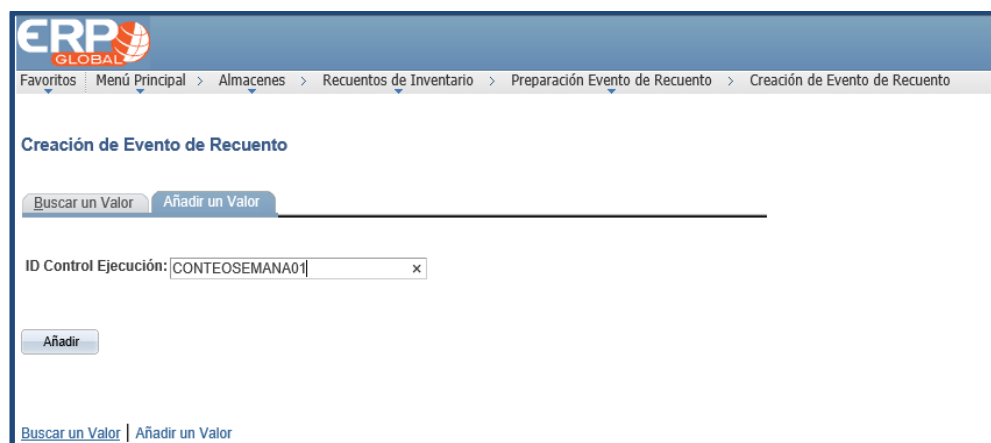 ERP
GLOBAL
Favoritos Menú Principal > Almacenes > Recuentos de Inventario > Preparación Evento de Recuento > Creación de Evento de Recuento
Creación de Evento de Recuento
Buscar un Valor Añadir un Valor
ID Control Ejecución: CONTEOSEMANA01 ×
Añadir
Buscar un Valor | Añadir un Valor